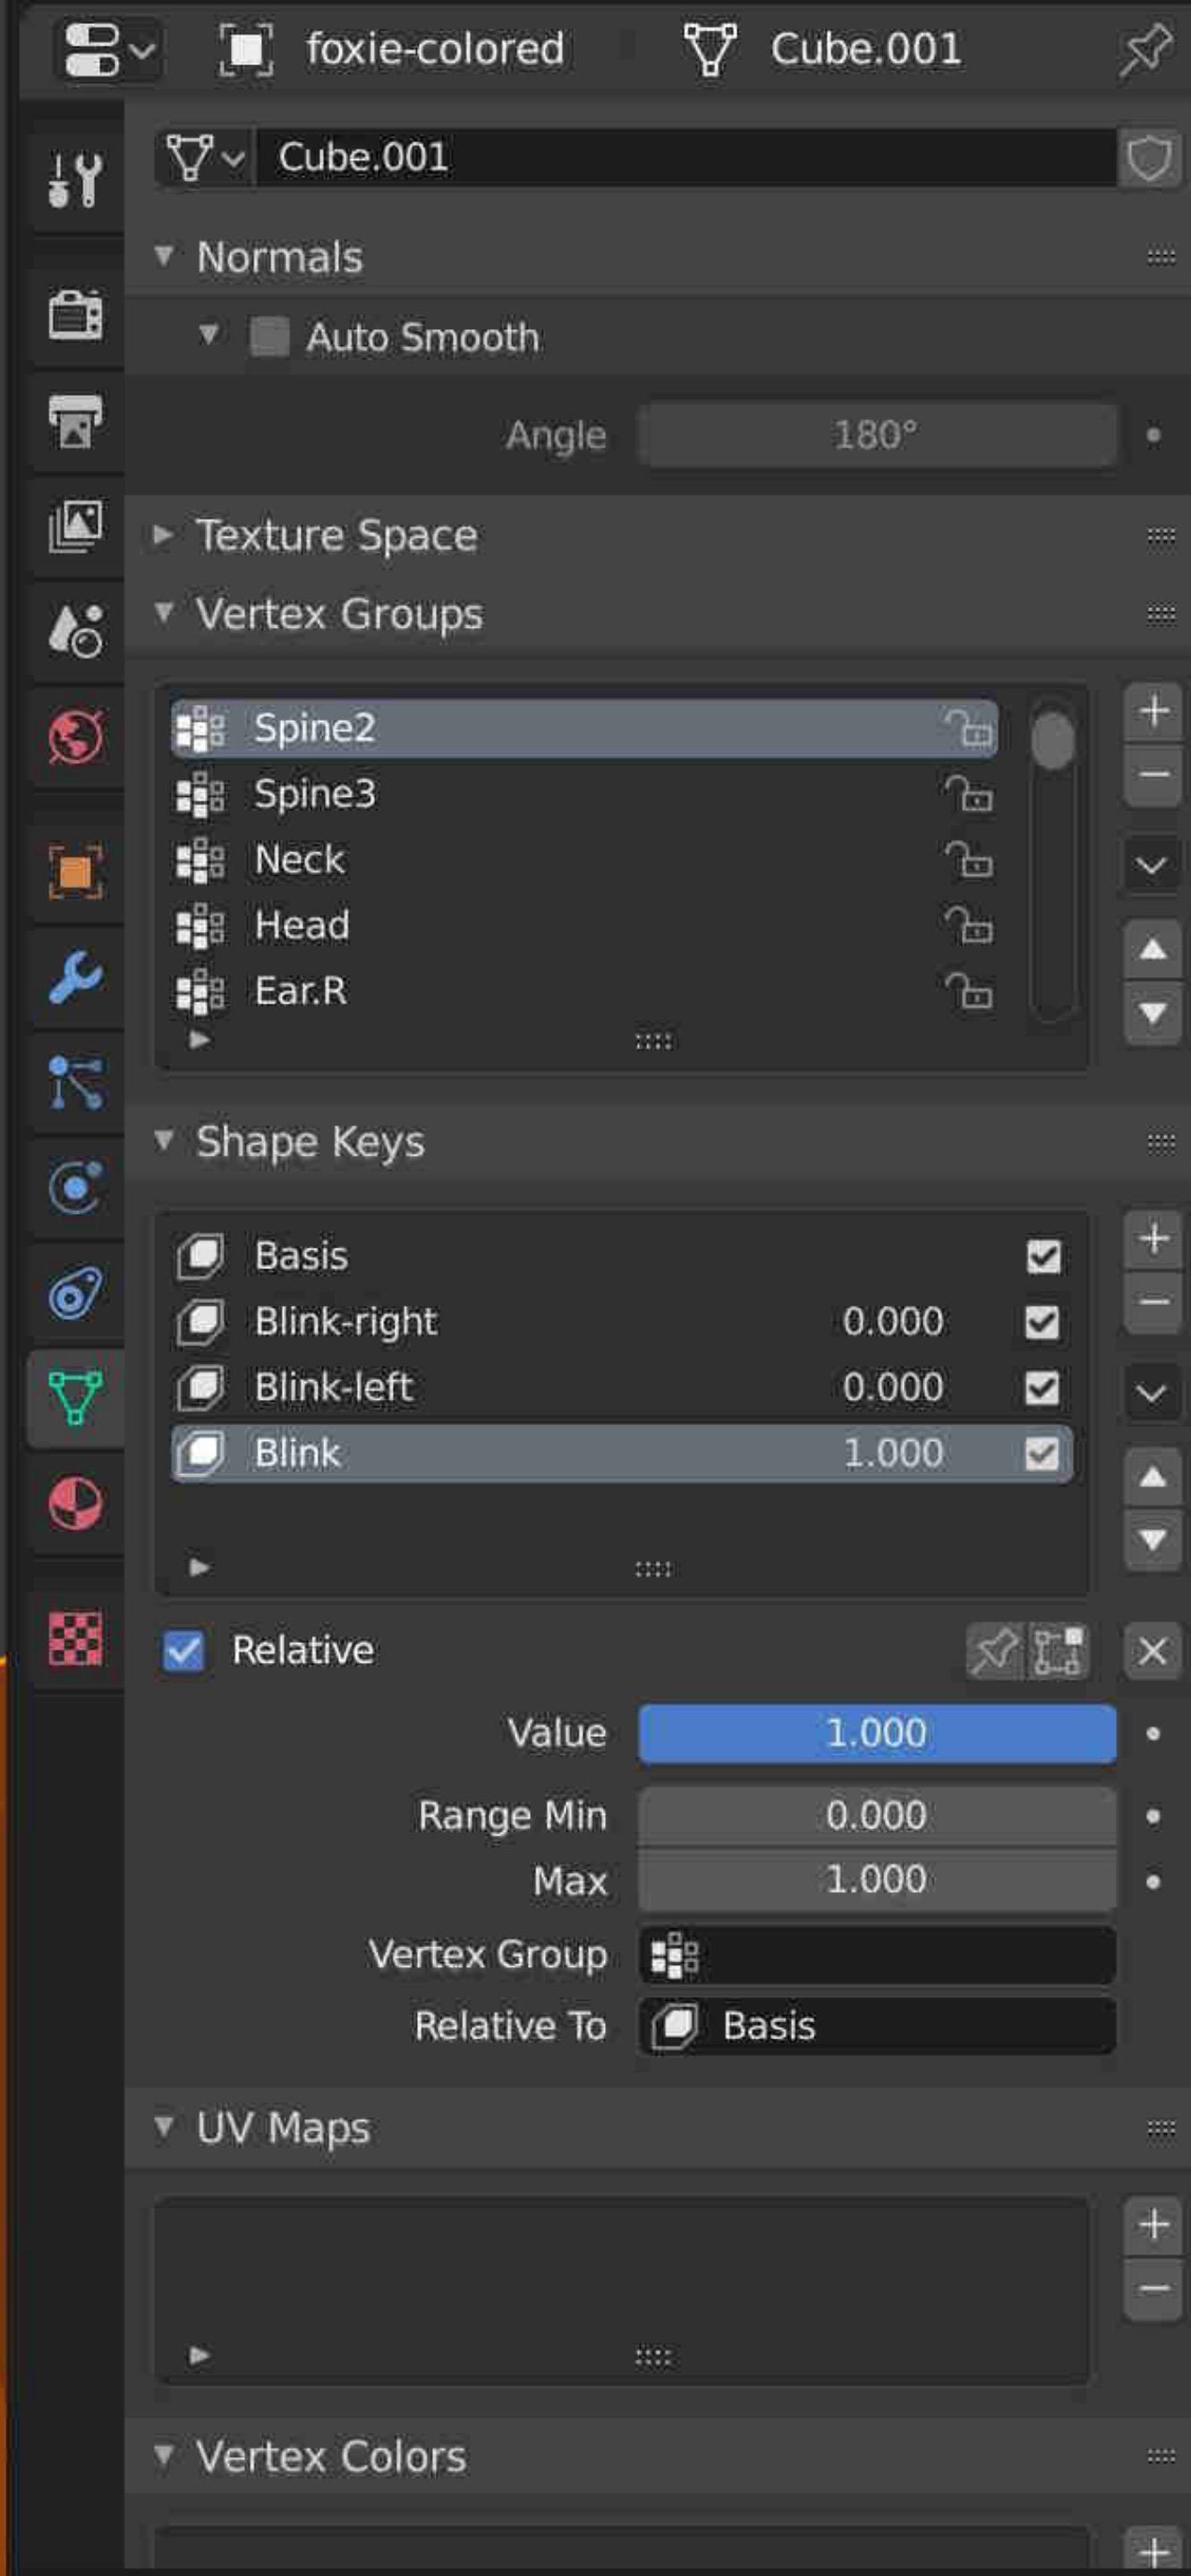 foxie-colored Cube.001
Cube.001
Normals
Auto Smooth
Angle 180°
Texture Space
Vertex Groups
Spine2
Spine3
Neck
Head
Ear.R
Shape Keys
Basis
Blink-right 0.000
Blink-left 0.000
Blink 1.000
Relative
Value 1.000
Range Min 0.000
Max 1.000
Vertex Group
Relative To Basis
UV Maps
Vertex Colors